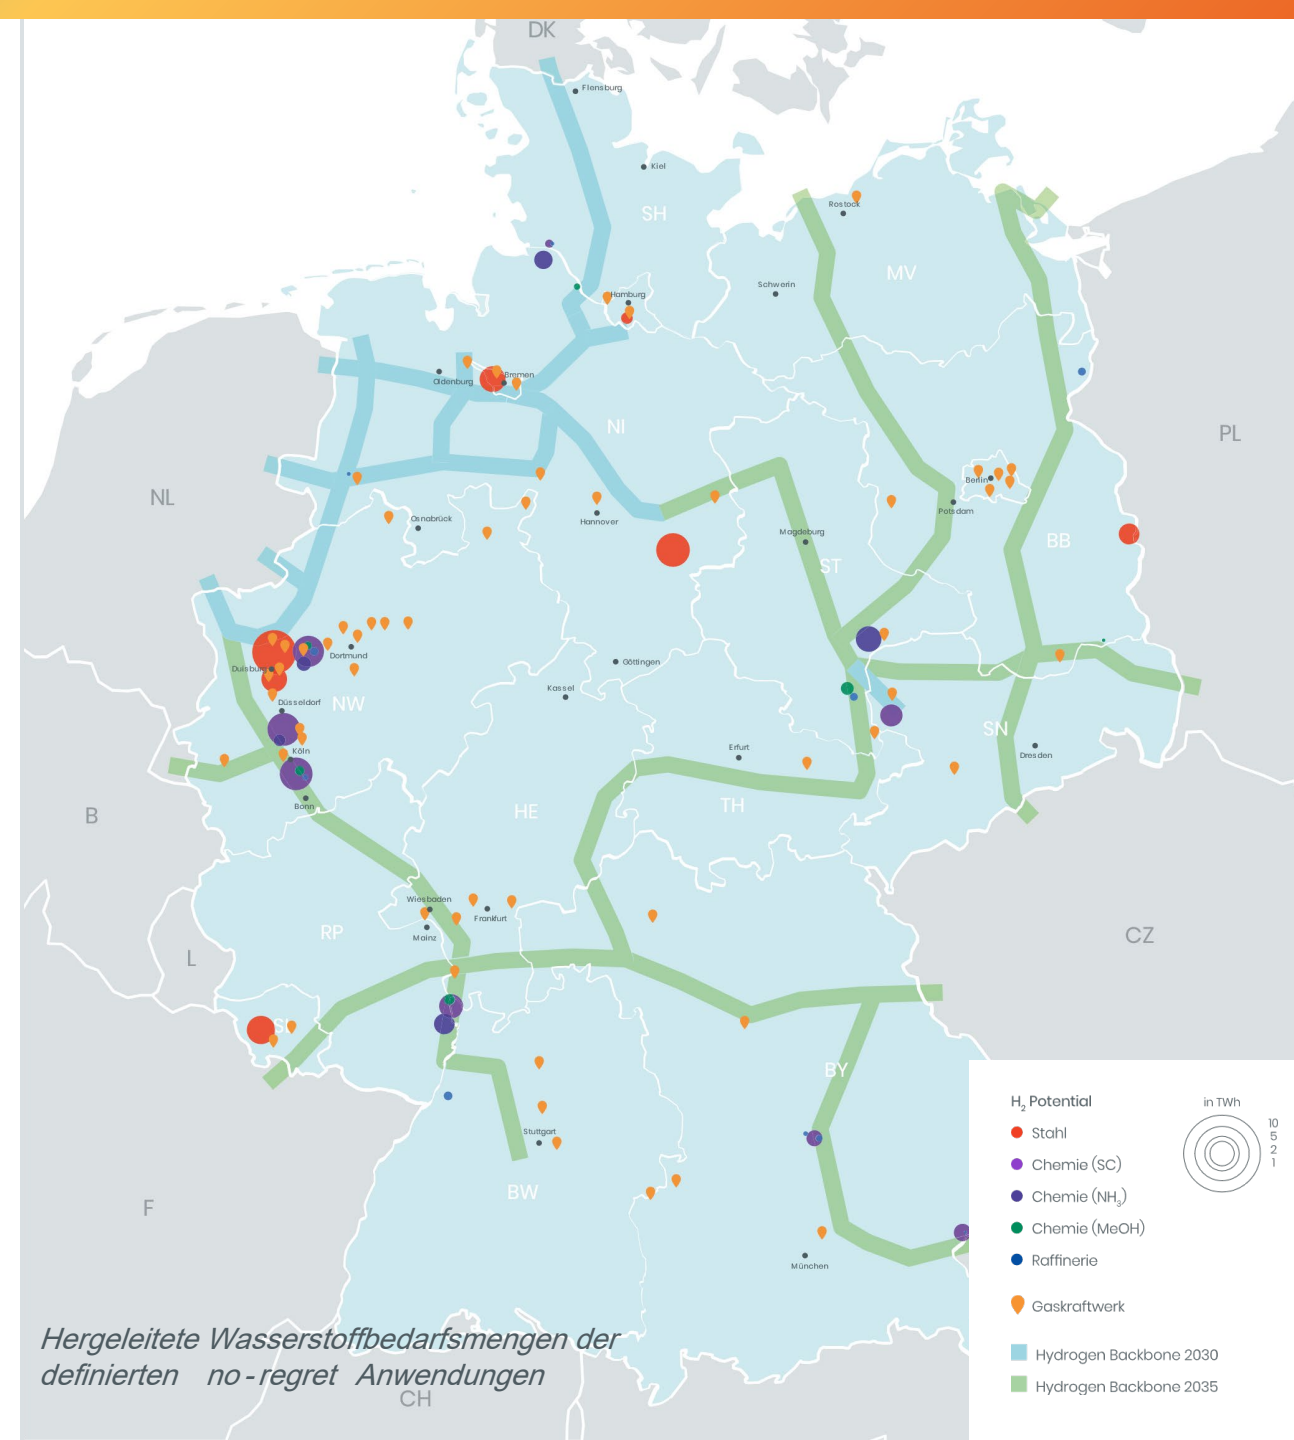 DK
Flensburg
Kiel
SH
Rostock
MV
Schwerin
Hamburg
Oldenburg
Bremen
NI
PL
NL
Berlin
Osnabrück
Hannover
Potsdam
Magdeburg
BB
ST
Duisburg
Dortmund
Göttingen
Kassel
Düsseldorf
NW
SN
Köln
Erfurt
Dresden
Bonn
HE
TH
B
Wiesbaden
Frankfurt
Mainz
RP
CZ
L
SL
BY
Stuttgart
BW
F
München
CH
H₂ Potential
Stahl
Chemie (SC)
Chemie (NH₃)
Chemie (MeOH)
Raffinerie
Gaskraftwerk
Hydrogen Backbone 2030
Hydrogen Backbone 2035
in TWh
10
5
2
1
Hergeleitete Wasserstoffbedarfsmengen der
definierten no - regret Anwendungen